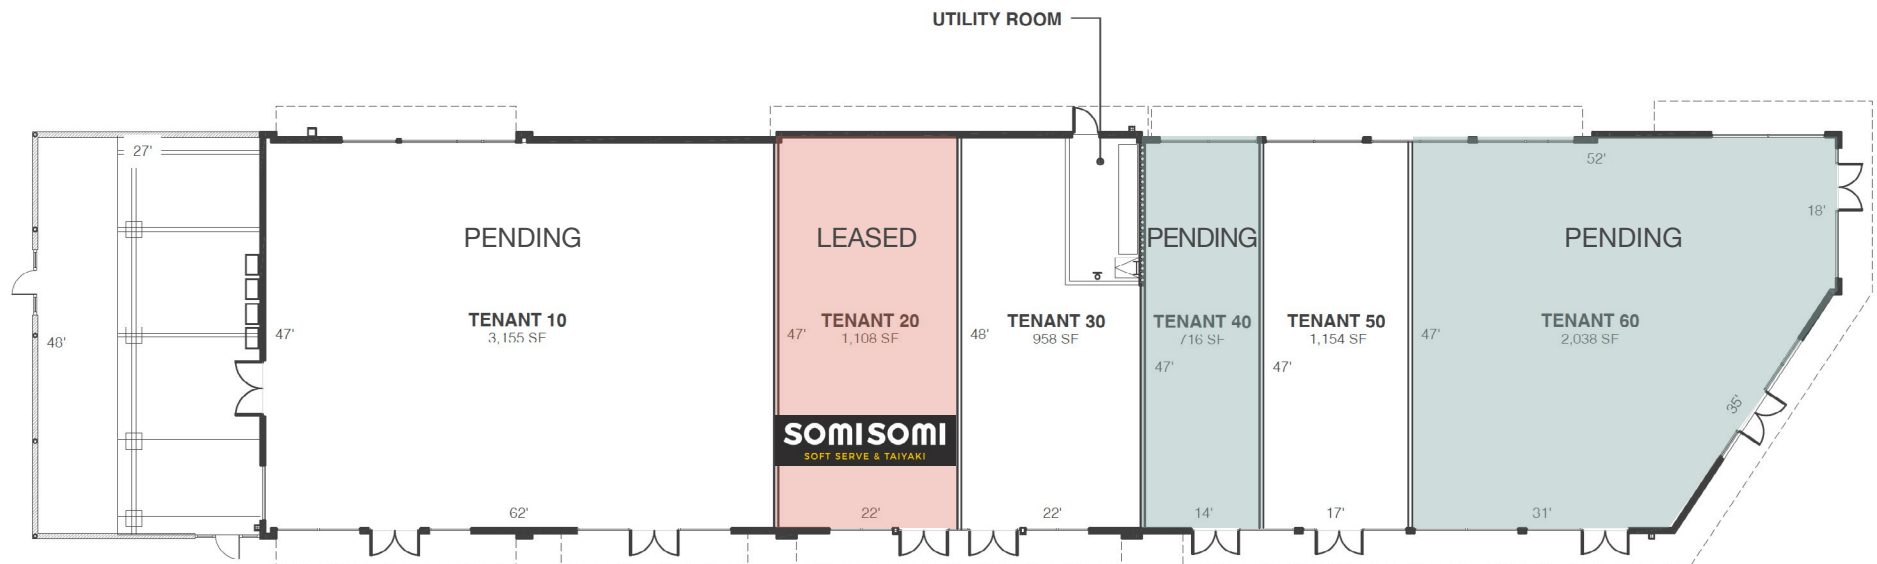 UTILITY ROOM
27'
52'
18'
PENDING
LEASED
PENDING
PENDING
TENANT 10
3,155 SF
TENANT 20
1,108 SF
TENANT 30
958 SF
TENANT 40
716 SF
TENANT 50
1,154 SF
TENANT 60
2,038 SF
48'
47'
47'
48'
47'
47'
47'
35'
SOMISOMI
SOFT SERVE & TAIYAKI
62'
22'
22'
14'
17'
31'